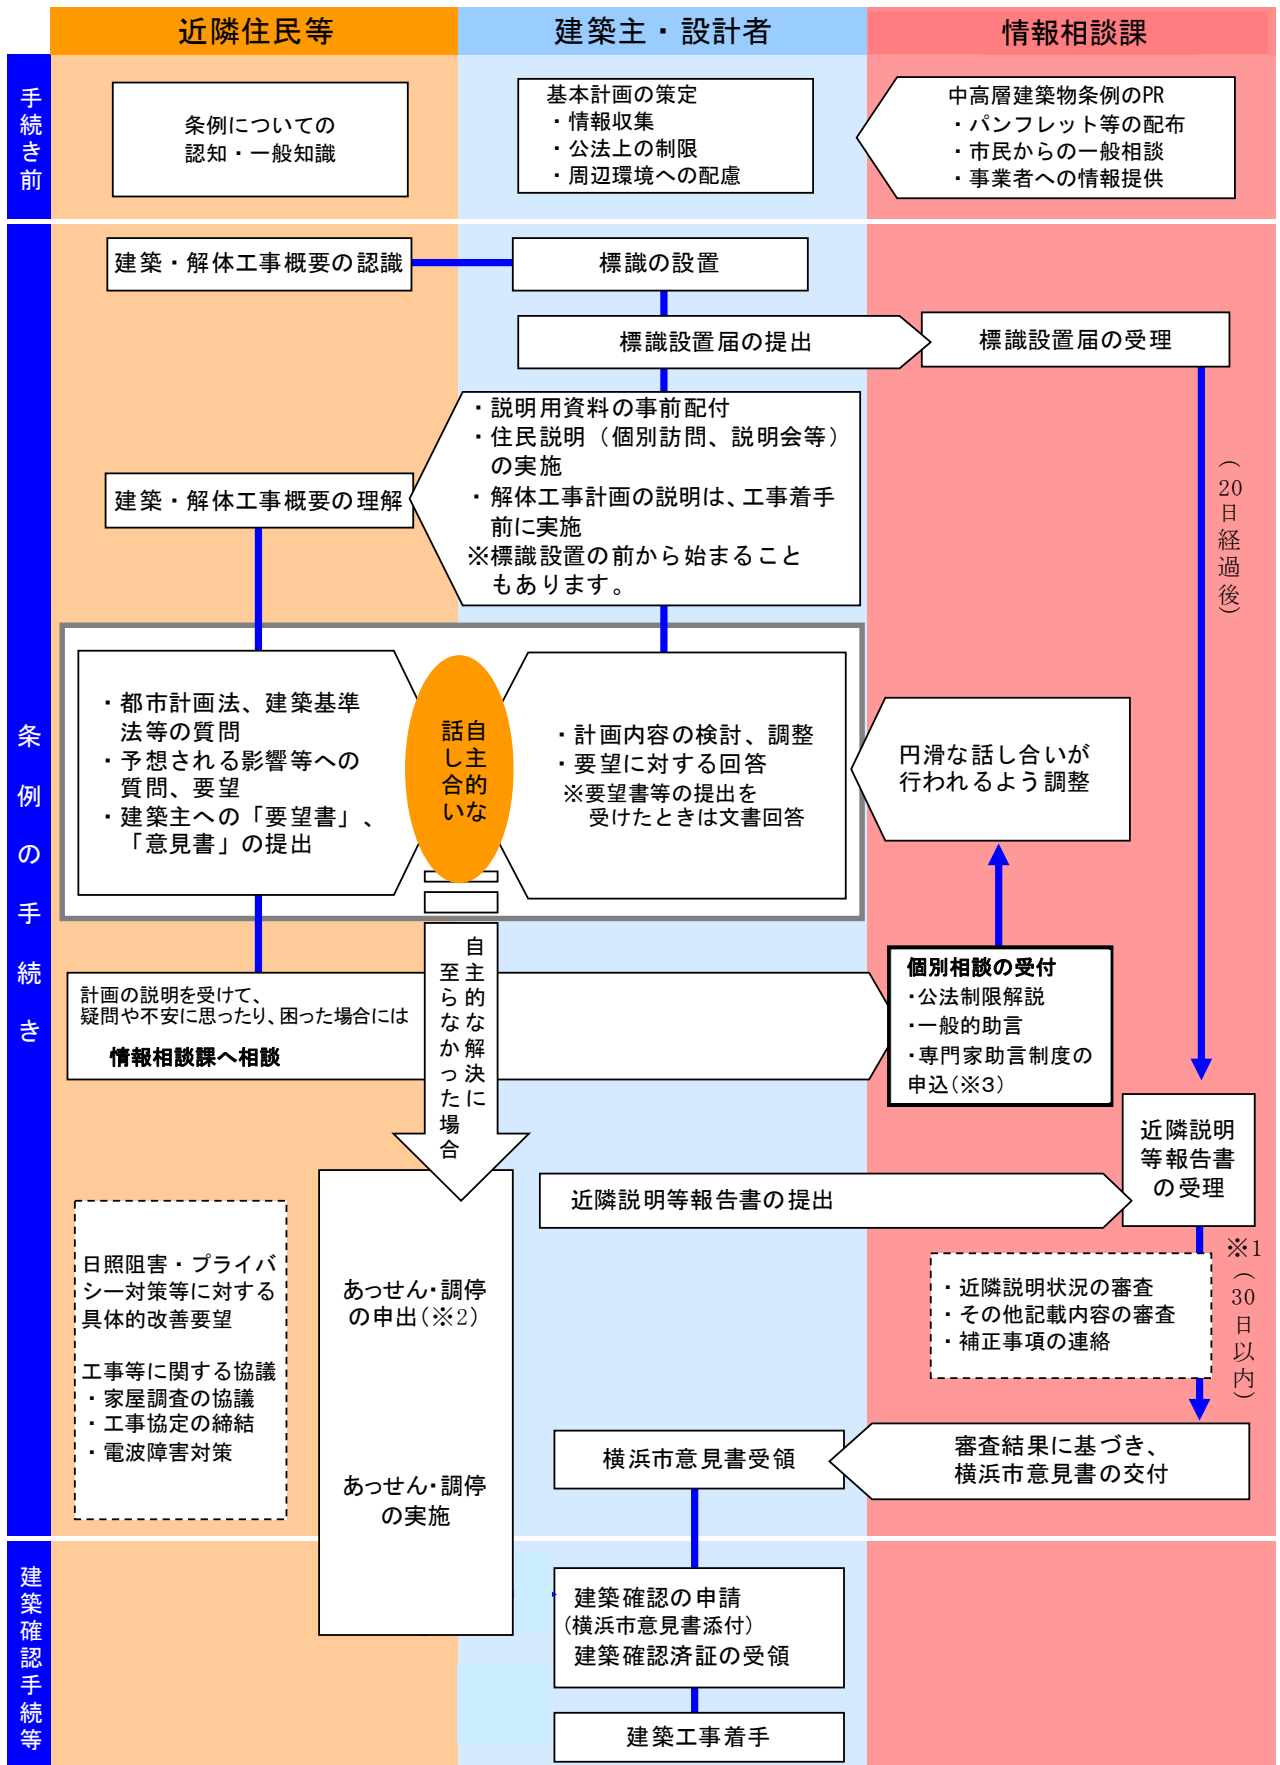 近隣住民等
建築主・設計者
情報相談課
手続き前
条例についての
認知・一般知識
基本計画の策定
・情報収集
・公法上の制限
・周辺環境への配慮
中高層建築物条例のPR
・パンフレット等の配布
・市民からの一般相談
・事業者への情報提供
条例の手続き
建築・解体工事概要の認識
標識の設置
標識設置届の提出
標識設置届の受理
・説明用資料の事前配付
・住民説明（個別訪問、説明会等）
の実施
・解体工事計画の説明は、工事着手
前に実施
※標識設置の前から始まること
もあります。
建築・解体工事概要の理解
（20日経過後）
・都市計画法、建築基準
法等の質問
・予想される影響等への
質問、要望
・建築主への「要望書」、
「意見書」の提出
自主的な
話し合い
・計画内容の検討、調整
・要望に対する回答
※要望書等の提出を
受けたときは文書回答
円滑な話し合いが
行われるよう調整
自主的な解決に
至らなかった場合
計画の説明を受けて、
疑問や不安に思ったり、困った場合には
情報相談課へ相談
個別相談の受付
・公法制限解説
・一般的助言
・専門家助言制度の
申込(※3)
近隣説明
等報告書
の受理
近隣説明等報告書の提出
※1
（30日以内）
日照阻害・プライバ
シー対策等に対する
具体的改善要望
工事等に関する協議
・家屋調査の協議
・工事協定の締結
・電波障害対策
あっせん・調停
の申出(※2)
・近隣説明状況の審査
・その他記載内容の審査
・補正事項の連絡
横浜市意見書受領
審査結果に基づき、
横浜市意見書の交付
あっせん・調停
の実施
建築確認手続等
建築確認の申請
(横浜市意見書添付)
建築確認済証の受領
建築工事着手